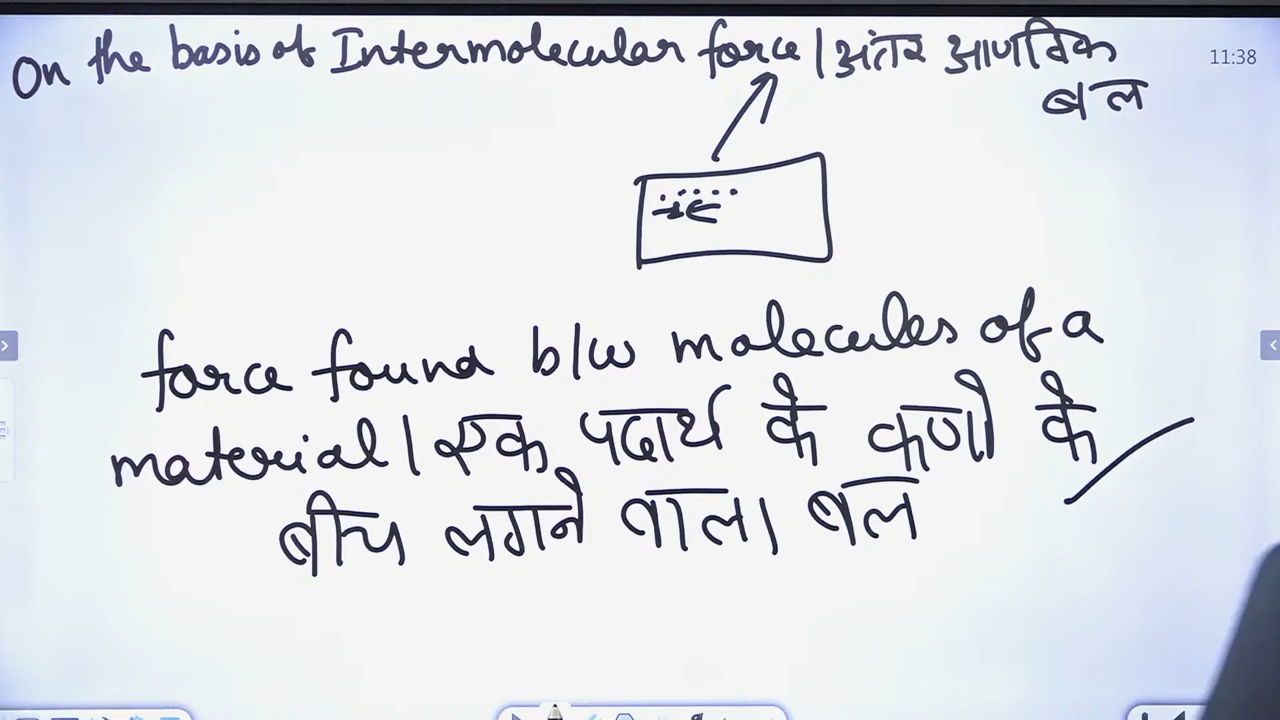 On the basis of Intermolecular force | अंतर आणविक
बल
11:38
force found b/w molecules of a
material | एक पदार्थ के कणो के
बीच लगने वाला बल